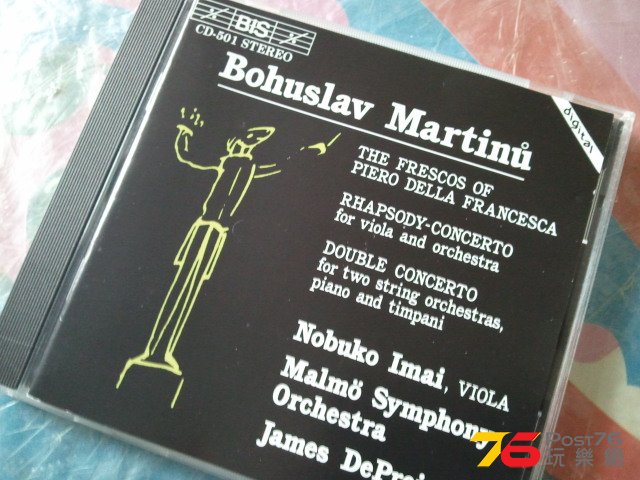 BIS
CD-501 STEREO
digital
Bohuslav Martinů
THE FRESCOS OF
PIERO DELLA FRANCESCA
RHAPSODY-CONCERTO
for viola and orchestra
DOUBLE CONCERTO
for two string orchestras,
piano and timpani
Nobuko Imai, VIOLA
Malmö Symphony
Orchestra
James
76 Post76
玩樂